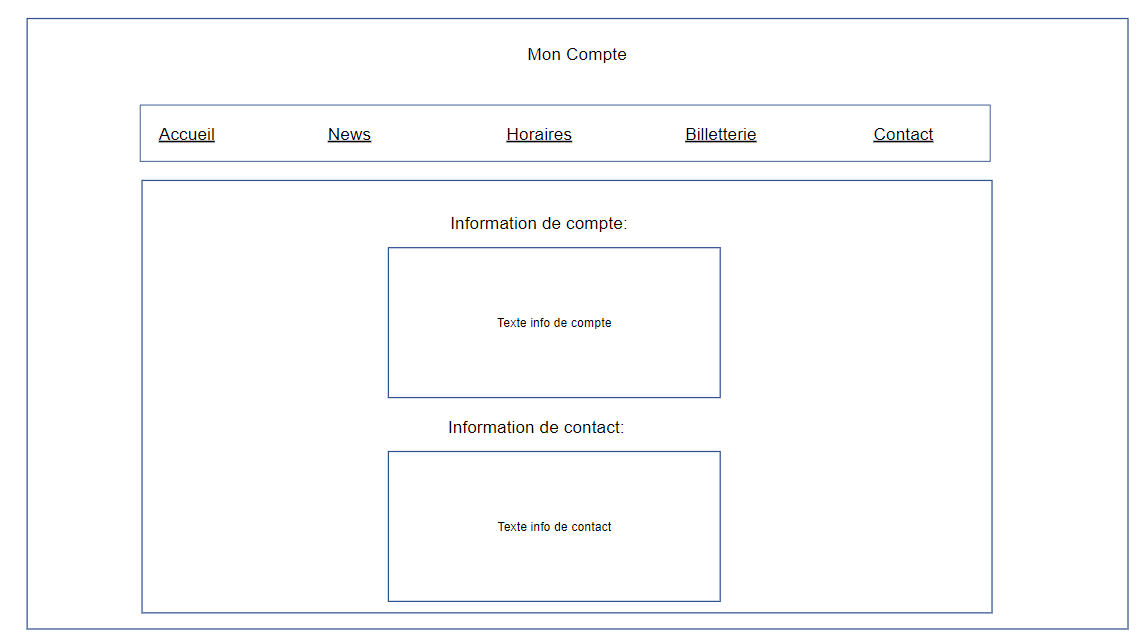 Mon Compte
Accueil News Horaires Billetterie Contact
Information de compte:
Texte info de compte
Information de contact:
Texte info de contact